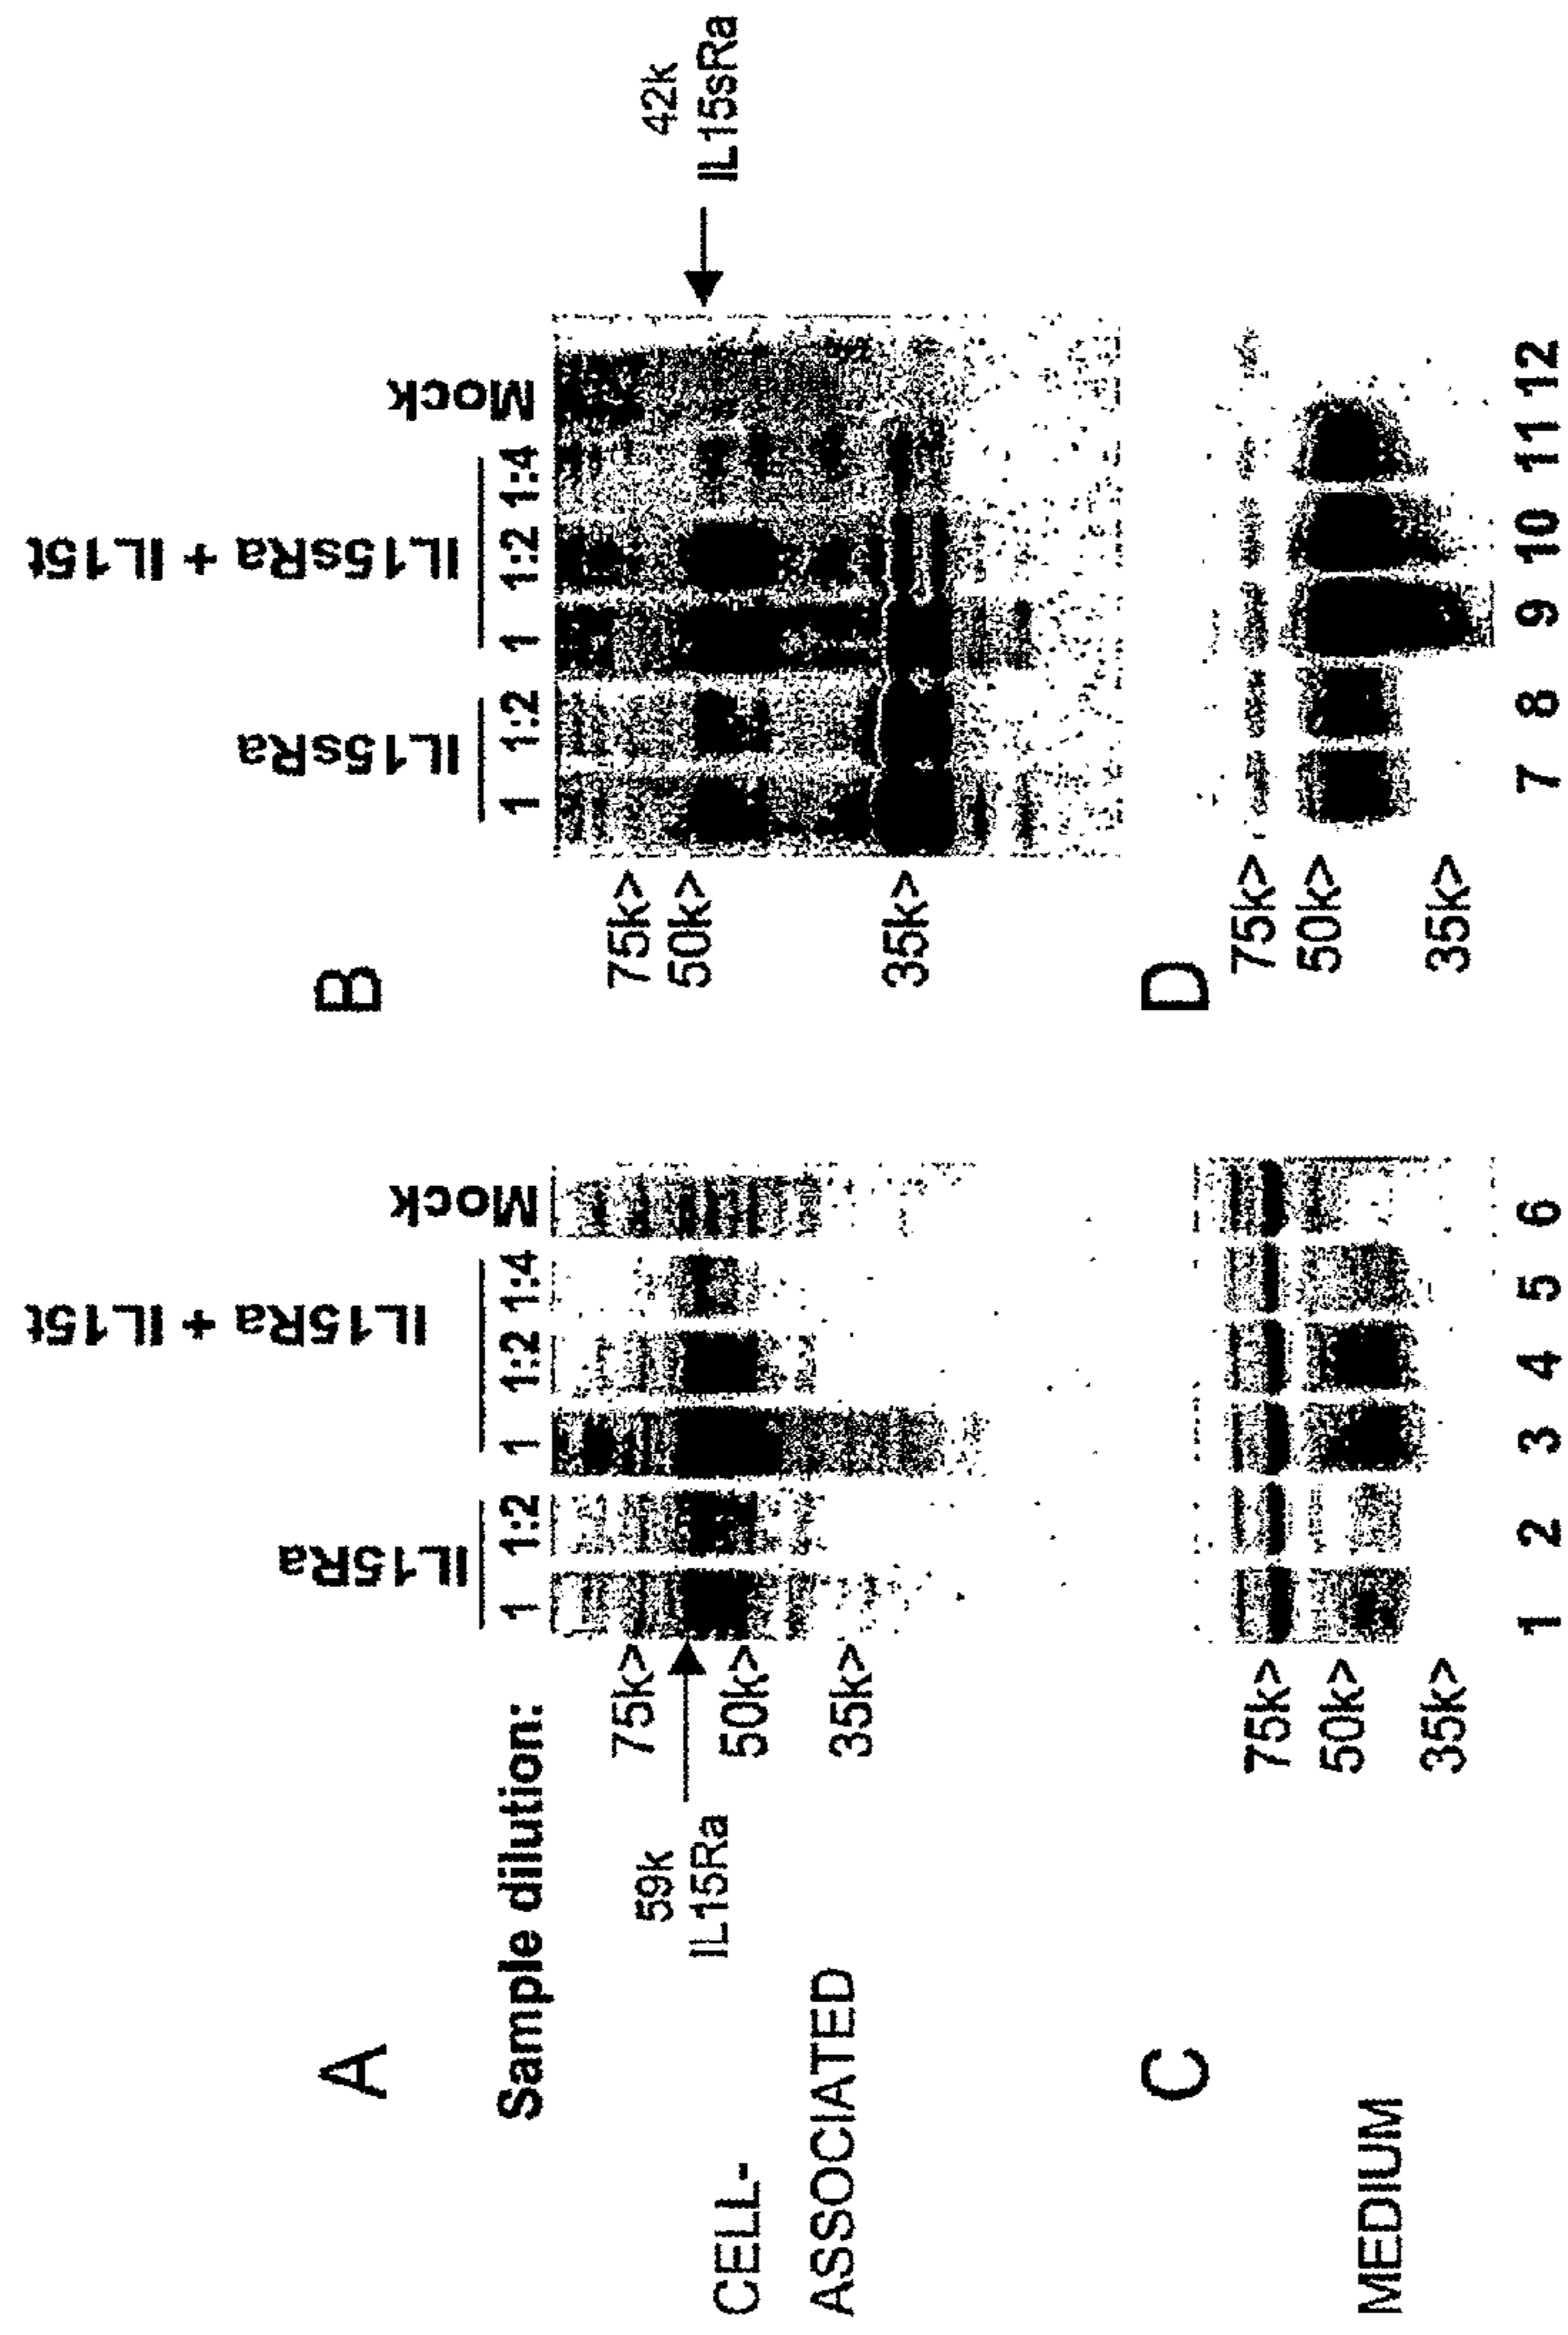 A
B
IL15Ra
IL15Ra + IL15t
Mock
IL15sRa
IL15sRa + IL15t
Mock
Sample dilution:
1 1:2 1 1:2 1:4
1 1:2 1 1:2 1:4
75k>
59k
IL15Ra
50k>
35k>
CELL-
ASSOCIATED
75k>
50k>
35k>
42k
IL15sRa
C
D
MEDIUM
75k>
50k>
35k>
75k>
50k>
35k>
1 2 3 4 5 6
7 8 9 10 11 12